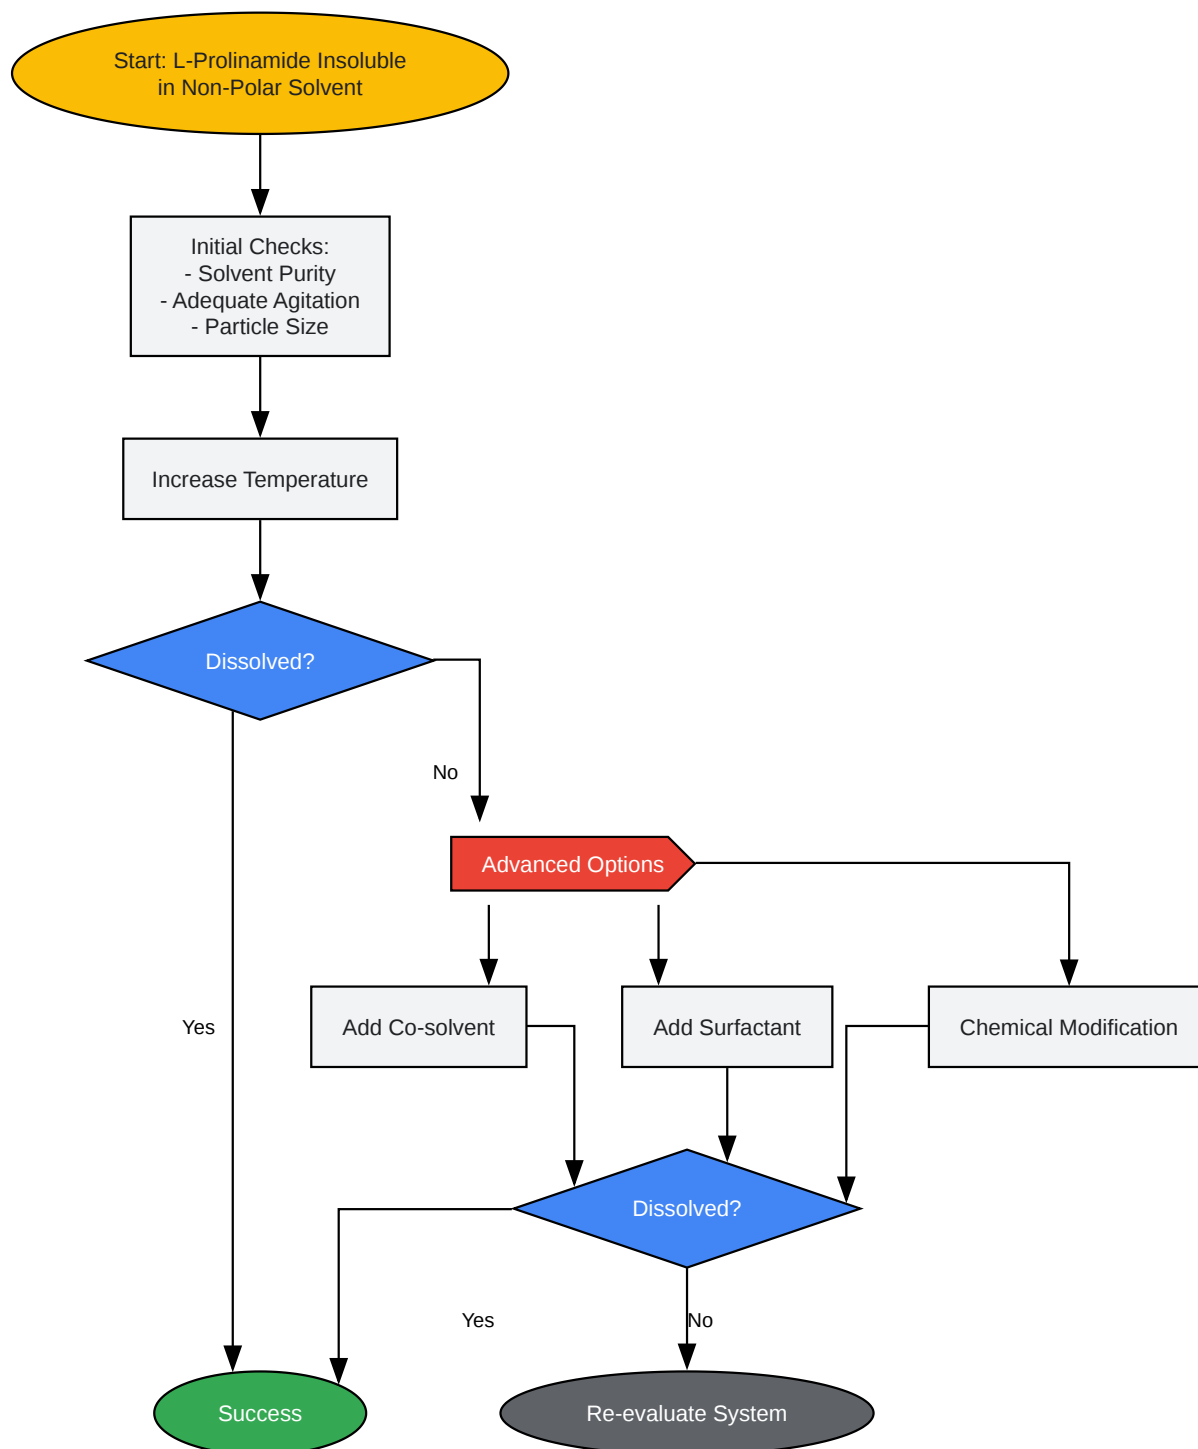 Start: L-Prolinamide Insoluble
in Non-Polar Solvent
Initial Checks:
- Solvent Purity
- Adequate Agitation
- Particle Size
Increase Temperature
Dissolved?
No
Advanced Options
Yes
Add Co-solvent
Add Surfactant
Chemical Modification
Dissolved?
Yes
No
Success
Re-evaluate System